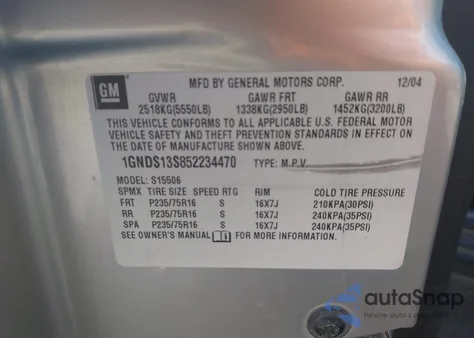 GM
MFD BY GENERAL MOTORS CORP. 12/04
GVWR GAWR FRT GAWR RR
2518KG(5550LB) 1338KG(2950LB) 1452KG(3200LB)
THIS VEHICLE CONFORMS TO ALL APPLICABLE U.S. FEDERAL MOTOR
VEHICLE SAFETY AND THEFT PREVENTION STANDARDS IN EFFECT ON
THE DATE OF MANUFACTURE SHOWN ABOVE.
1GNDS13S852234470 TYPE: M.P.V.
MODEL: S15506
SPMX TIRE SIZE SPEED RTG RIM COLD TIRE PRESSURE
FRT P235/75R16 S 16X7J 210KPA(30PSI)
RR P235/75R16 S 16X7J 240KPA(35PSI)
SPA P235/75R16 S 16X7J 240KPA(35PSI)
SEE OWNER'S MANUAL FOR MORE INFORMATION.
autoSnap